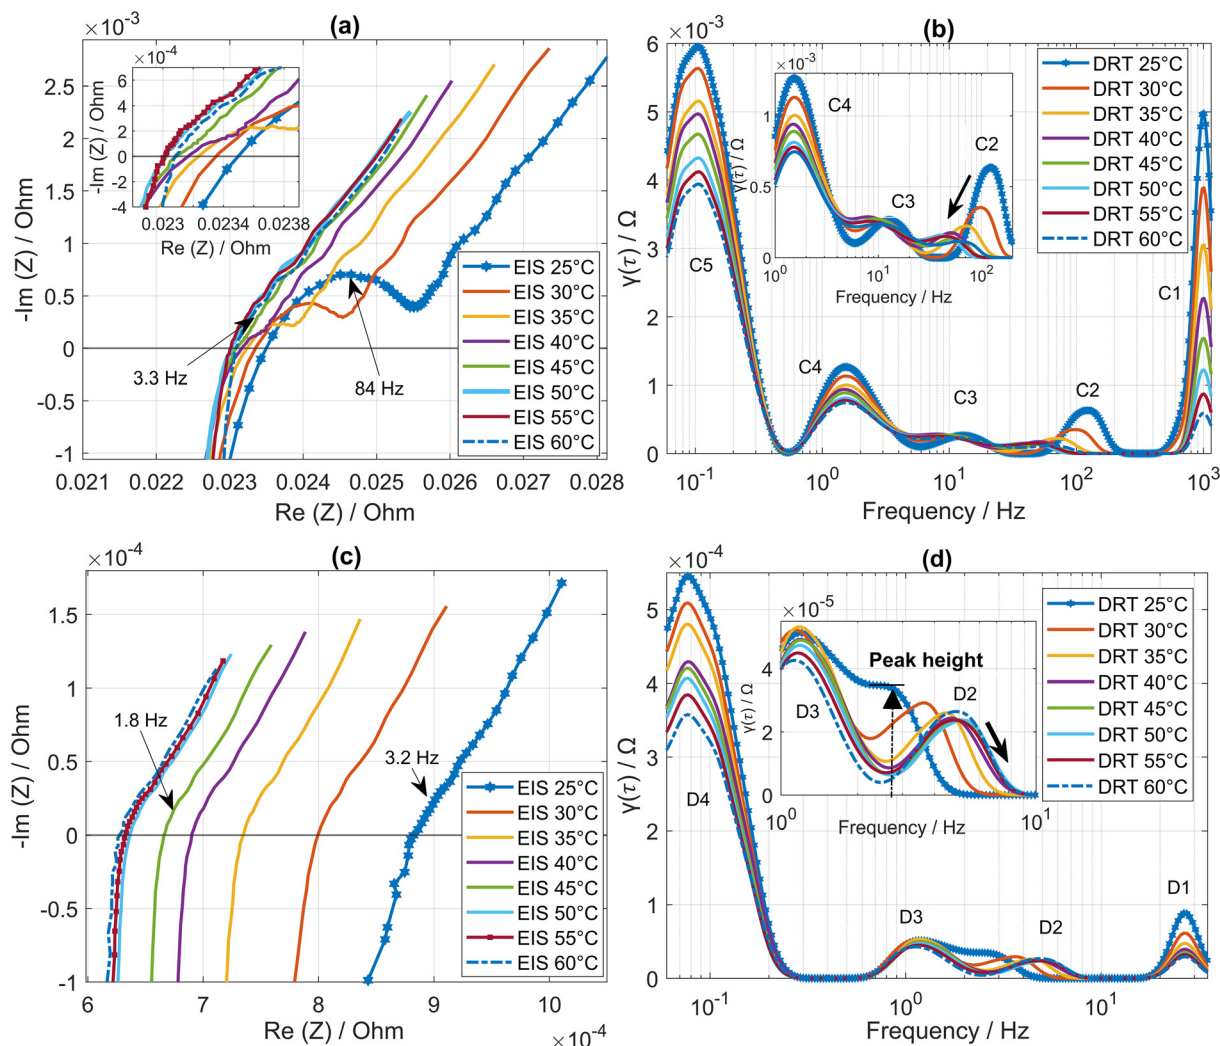 (a)
×10⁻³
-Im (Z) / Ohm
2.5
2
1.5
1
0.5
0
-0.5
-1
0.021
0.022
0.023
0.024
0.025
0.026
0.027
0.028
Re (Z) / Ohm
×10⁻⁴
-Im (Z) / Ohm
6
4
2
0
-2
-4
0.023
0.0234
0.0238
Re (Z) / Ohm
3.3 Hz
84 Hz
EIS 25°C
EIS 30°C
EIS 35°C
EIS 40°C
EIS 45°C
EIS 50°C
EIS 55°C
EIS 60°C
(b)
×10⁻³
γ(τ) / Ω
6
5
4
3
2
1
0
10⁻¹
10⁰
10¹
10²
10³
Frequency / Hz
C5
C4
C3
C2
C1
×10⁻³
γ(τ) / Ω
1
0.5
0
10⁰
10¹
10²
Frequency / Hz
C4
C3
C2
DRT 25°C
DRT 30°C
DRT 35°C
DRT 40°C
DRT 45°C
DRT 50°C
DRT 55°C
DRT 60°C
(c)
×10⁻⁴
-Im (Z) / Ohm
1.5
1
0.5
0
-0.5
-1
6
7
8
9
10
Re (Z) / Ohm
×10⁻⁴
1.8 Hz
3.2 Hz
EIS 25°C
EIS 30°C
EIS 35°C
EIS 40°C
EIS 45°C
EIS 50°C
EIS 55°C
EIS 60°C
(d)
×10⁻⁴
γ(τ) / Ω
5
4
3
2
1
0
10⁻¹
10⁰
10¹
Frequency / Hz
D4
D3
D2
D1
×10⁻⁵
γ(τ) / Ω
4
2
0
10⁰
10¹
Frequency / Hz
Peak height
D3
D2
DRT 25°C
DRT 30°C
DRT 35°C
DRT 40°C
DRT 45°C
DRT 50°C
DRT 55°C
DRT 60°C